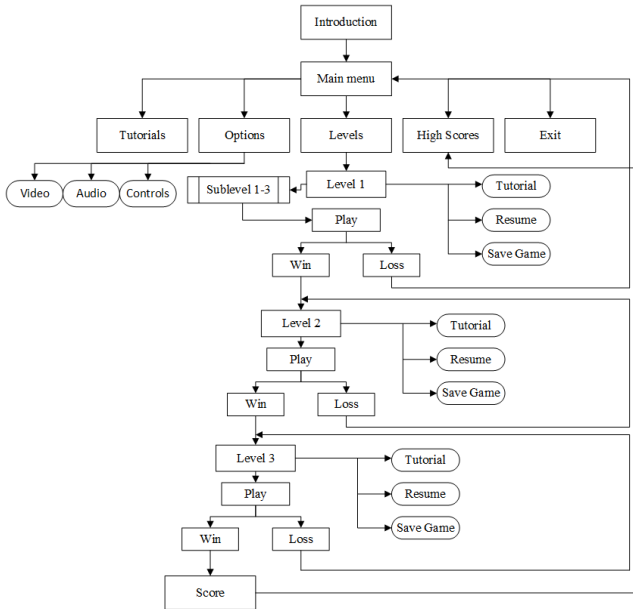 Introduction
Main menu
Tutorials
Options
Levels
High Scores
Exit
Video
Audio
Controls
Sublevel 1-3
Level 1
Tutorial
Play
Resume
Win
Loss
Save Game
Level 2
Tutorial
Play
Resume
Win
Loss
Save Game
Level 3
Tutorial
Play
Resume
Win
Loss
Save Game
Score